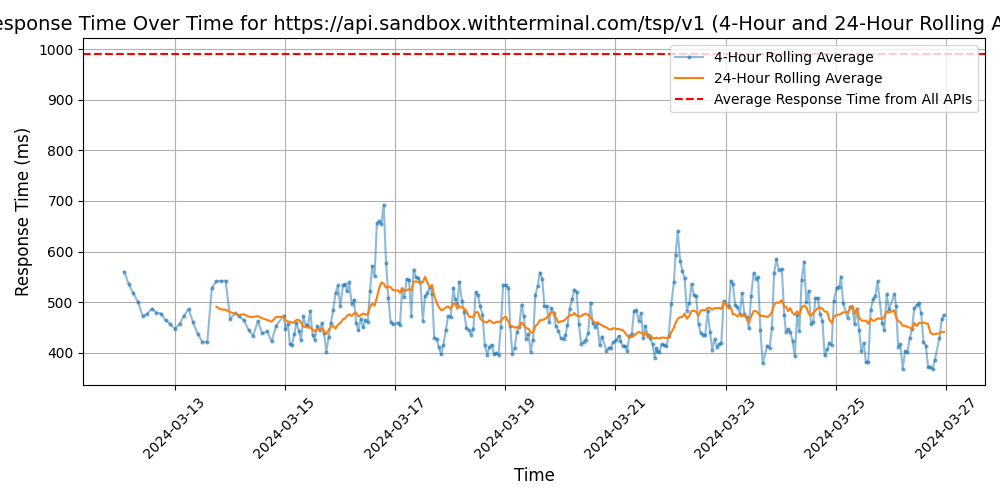 esponse Time Over Time for https://api.sandbox.withterminal.com/tsp/v1 (4-Hour and 24-Hour Rolling A
1000
900
800
700
600
500
400
Response Time (ms)
4-Hour Rolling Average
24-Hour Rolling Average
Average Response Time from All APIs
2024-03-13
2024-03-15
2024-03-17
2024-03-19
2024-03-21
2024-03-23
2024-03-25
2024-03-27
Time